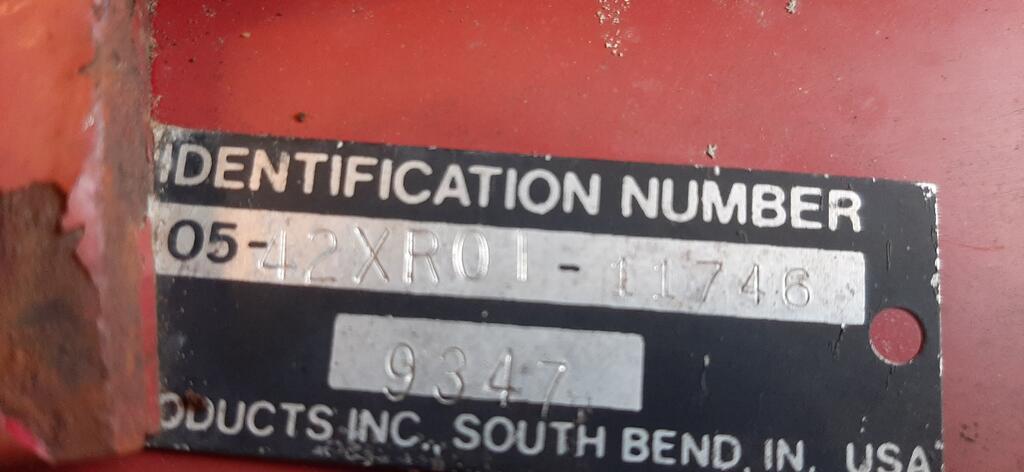 IDENTIFICATION NUMBER
05-42XR01-11746
9347
ODUCTS INC., SOUTH BEND, IN. USA